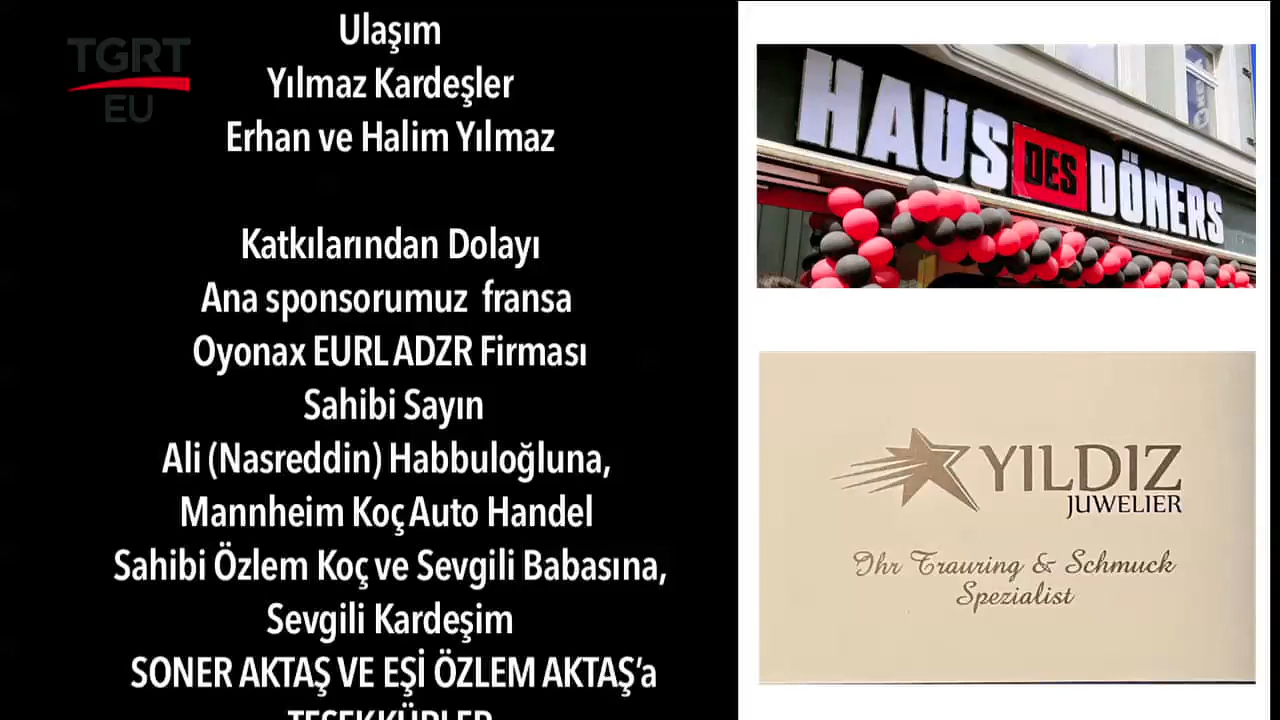 TGRT
EU
Ulaşım
Yılmaz Kardeşler
Erhan ve Halim Yılmaz
Katkılarından Dolayı
Ana sponsorumuz fransa
Oyonax EURL ADZR Firması
Sahibi Sayın
Ali (Nasreddin) Habbuloğluna,
Mannheim Koç Auto Handel
Sahibi Özlem Koç ve Sevgili Babasına,
Sevgili Kardeşim
SONER AKTAŞ VE EŞİ ÖZLEM AKTAŞ’a
TEŞEKKÜRLER
HAUS DES DÖNERS
YILDIZ
JUWELIER
Ihr Trauring & Schmuck
Spezialist